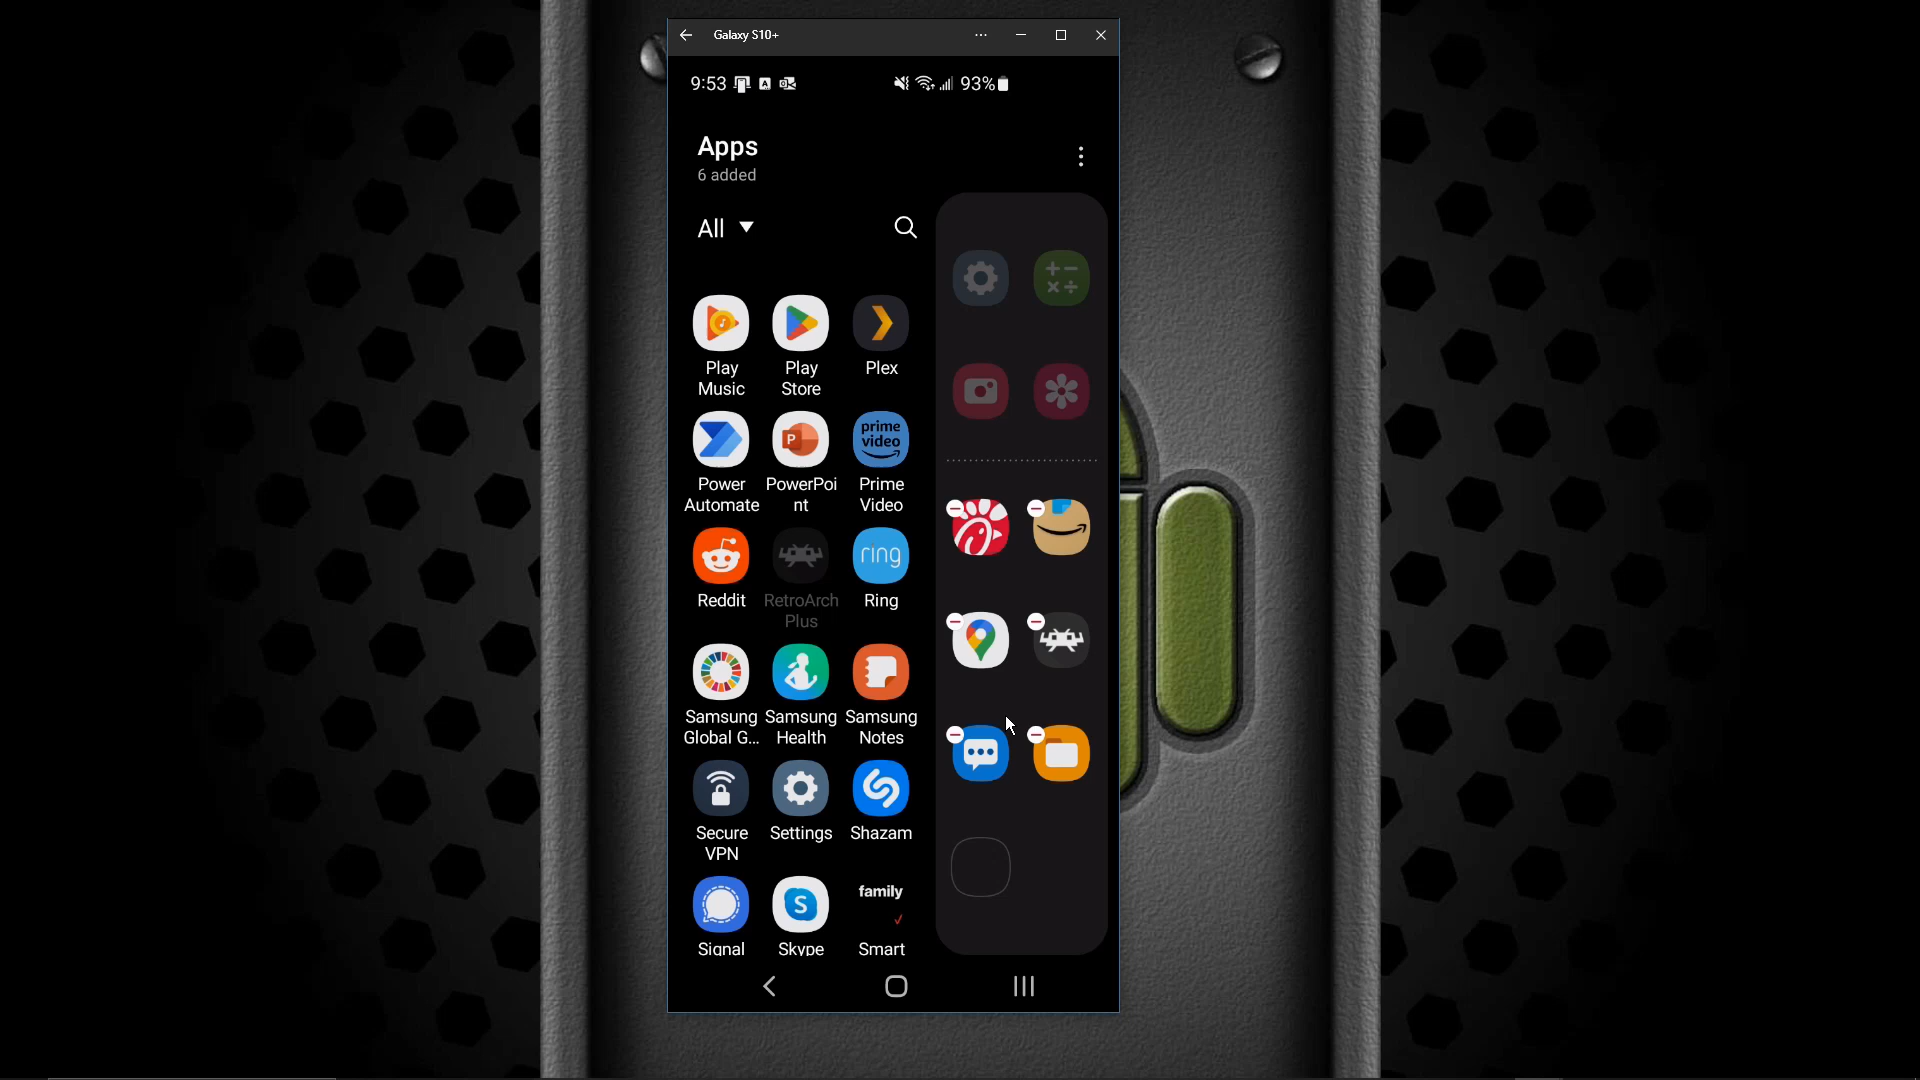 Galaxy S10+
9:53
93%
Apps
6 added
All
Play
Music
Play
Store
Plex
prime
video
Power
Automate
PowerPoi
nt
Prime
Video
ring
Reddit
RetroArch
Plus
Ring
Samsung
Global G...
Samsung
Health
Samsung
Notes
Secure
VPN
Settings
Shazam
family
Signal
Skype
Smart